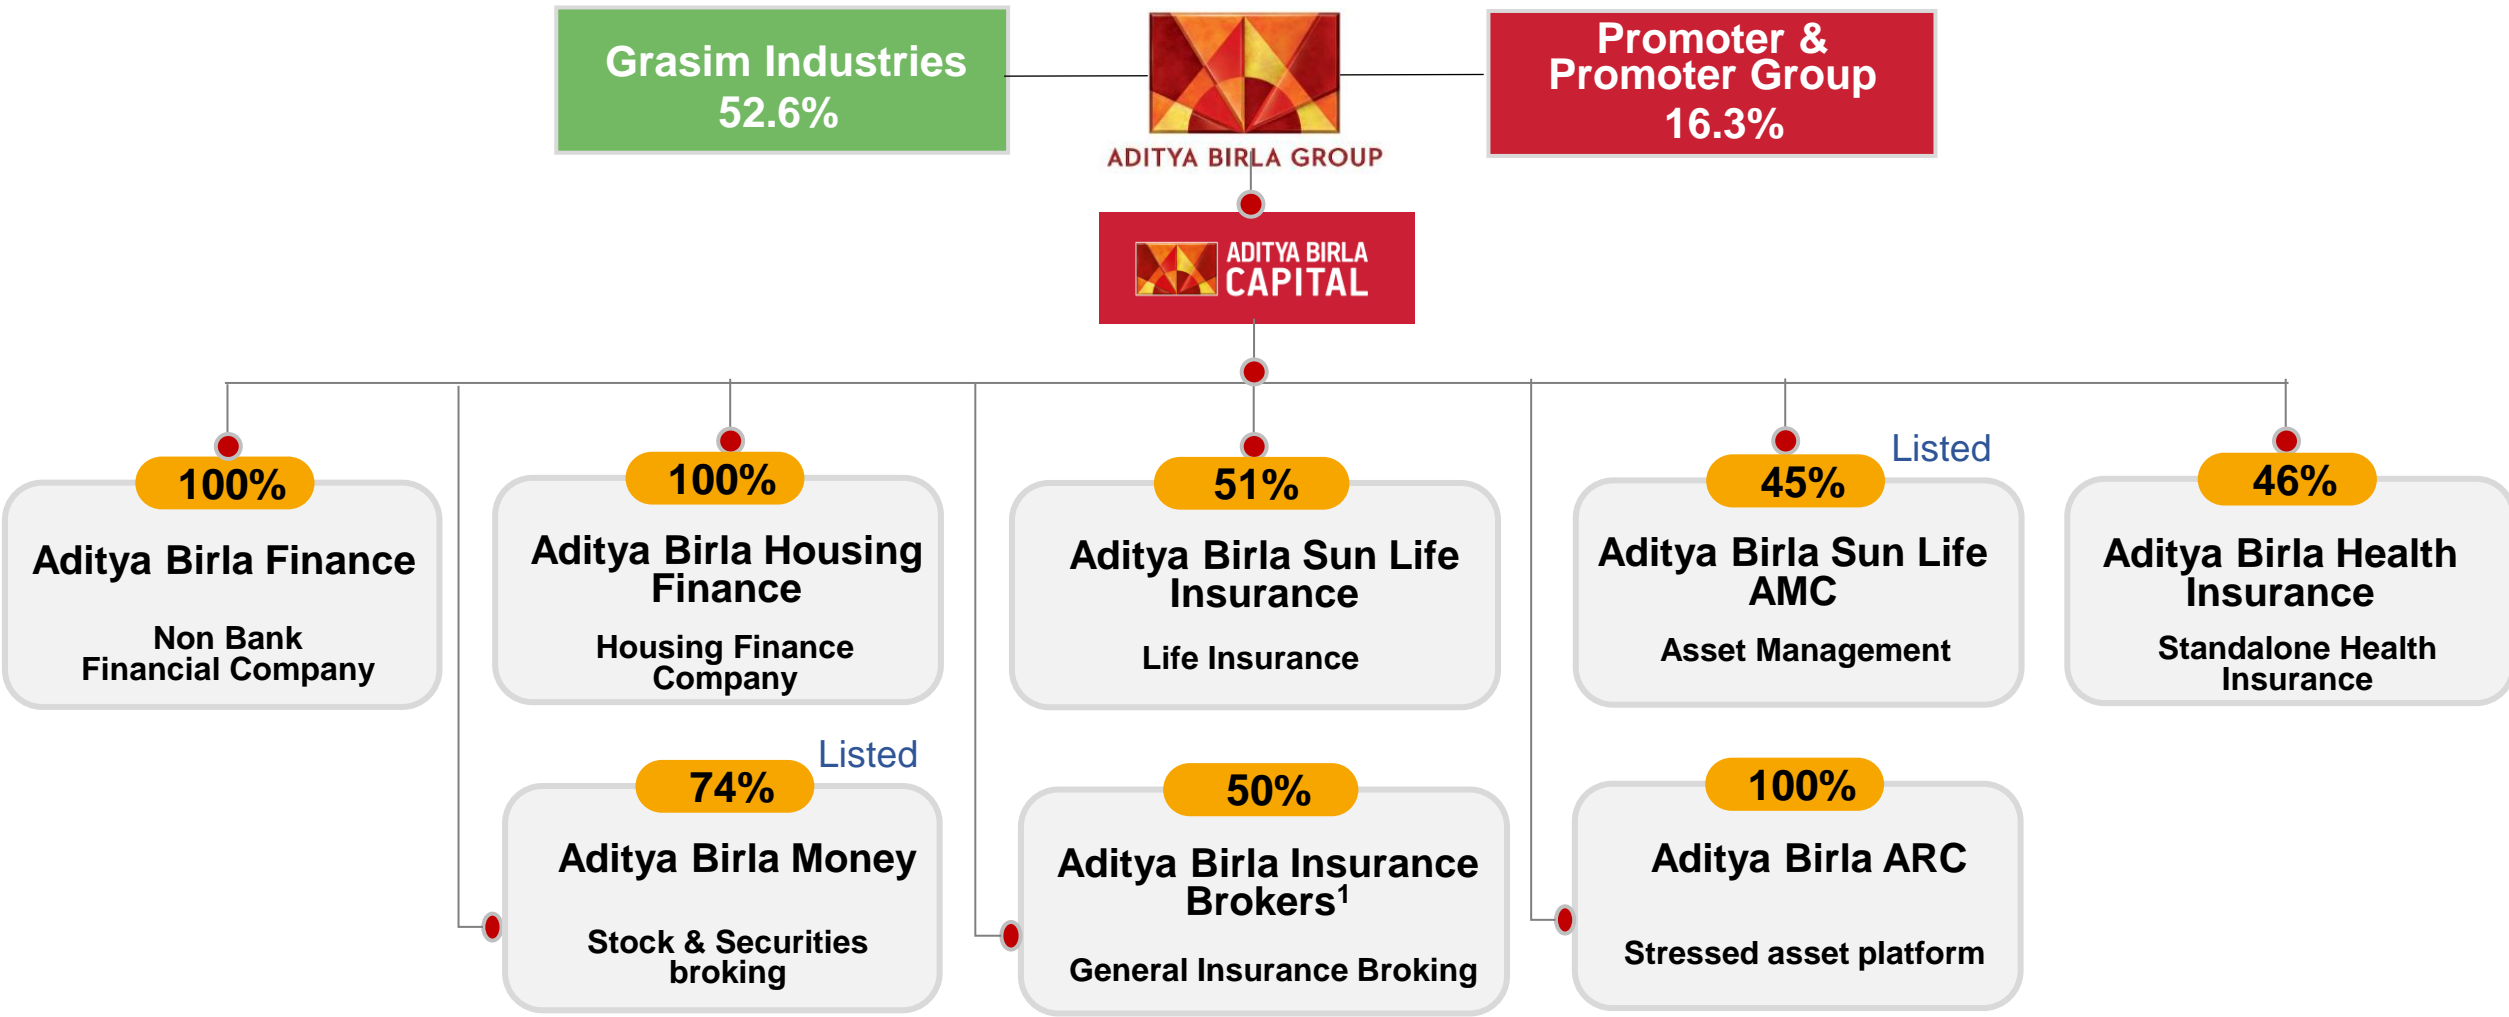 Grasim Industries
52.6%
ADITYA BIRLA GROUP
Promoter &
Promoter Group
16.3%
ADITYA BIRLA
CAPITAL
100%
Aditya Birla Finance
Non Bank
Financial Company
100%
Aditya Birla Housing
Finance
Housing Finance
Company
51%
Aditya Birla Sun Life
Insurance
Life Insurance
Listed
45%
Aditya Birla Sun Life
AMC
Asset Management
46%
Aditya Birla Health
Insurance
Standalone Health
Insurance
Listed
74%
Aditya Birla Money
Stock & Securities
broking
50%
Aditya Birla Insurance
Brokers¹
General Insurance Broking
100%
Aditya Birla ARC
Stressed asset platform